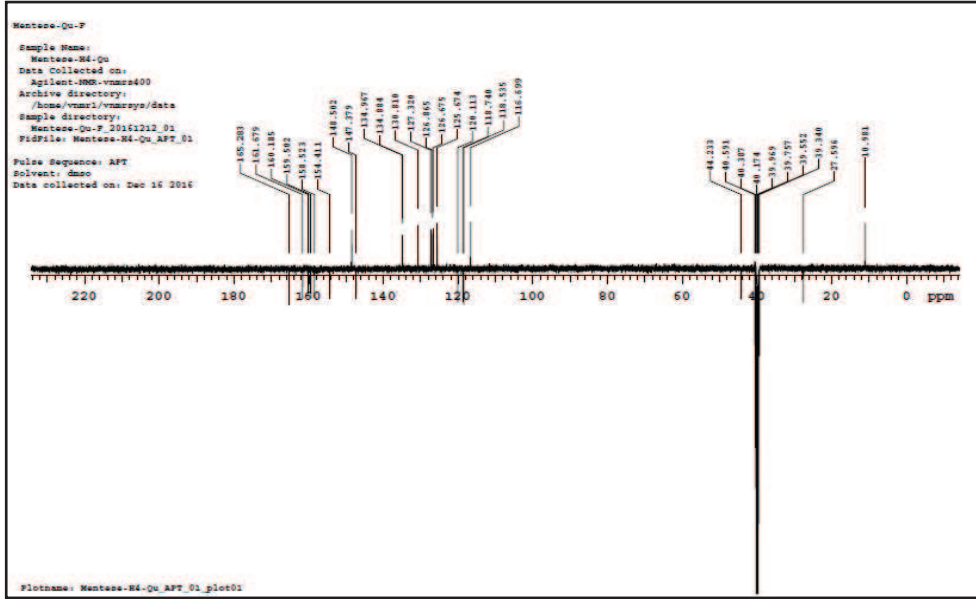 Mentese-Qu-F
Sample Name:
Mentese-H4-Qu
Data Collected on:
Agilent-NMR-vnmrs400
Archive directory:
/home/vnmr1/vnmrsys/data
Sample directory:
Mentese-Qu-F_20161212_01
FidFile: Mentese-H4-Qu_APT_01
Pulse Sequence: APT
Solvent: dmso
Data collected on: Dec 16 2016
165.283
161.679
160.185
159.502
158.523
154.411
148.502
147.379
134.967
134.884
130.810
127.320
126.865
126.675
125.674
120.113
118.740
118.535
116.699
44.233
40.591
40.387
40.174
39.969
39.757
39.552
39.340
27.596
10.981
220 200 180 160 140 120 100 80 60 40 20 0 ppm
Plotname: Mentese-H4-Qu_APT_01_plot01